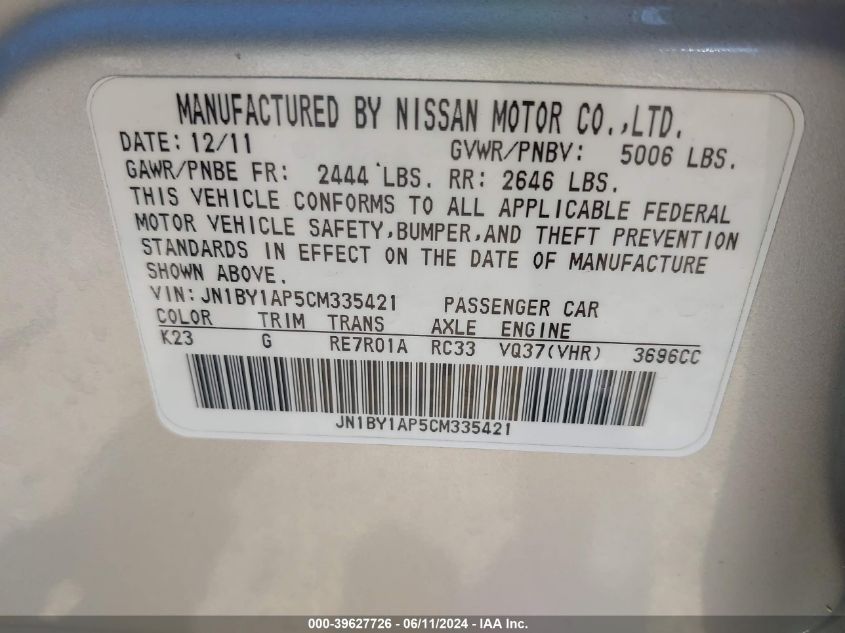 MANUFACTURED BY NISSAN MOTOR CO.,LTD.
DATE: 12/11 GVWR/PNBV: 5006 LBS.
GAWR/PNBE FR: 2444 LBS. RR: 2646 LBS.
THIS VEHICLE CONFORMS TO ALL APPLICABLE FEDERAL
MOTOR VEHICLE SAFETY,BUMPER,AND THEFT PREVENTION
STANDARDS IN EFFECT ON THE DATE OF MANUFACTURE
SHOWN ABOVE.
VIN: JN1BY1AP5CM335421 PASSENGER CAR
COLOR TRIM TRANS AXLE ENGINE
K23 G RE7R01A RC33 VQ37(VHR) 3696CC
JN1BY1AP5CM335421
000-39627726 - 06/11/2024 - IAA Inc.